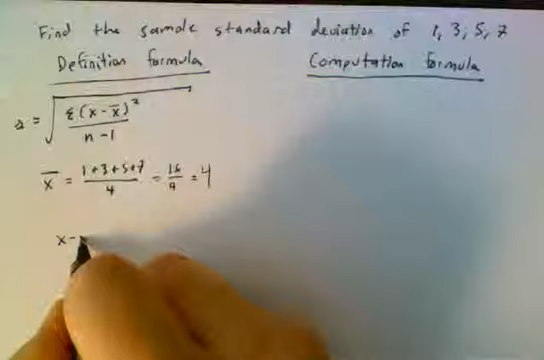 Find the sample standard deviation of 1, 3, 5, 7
Definition formula
Computation formula
s = √(Σ(x-x̄)² / n-1)
x̄ = 1+3+5+7/4 = 16/4 = 4
x-